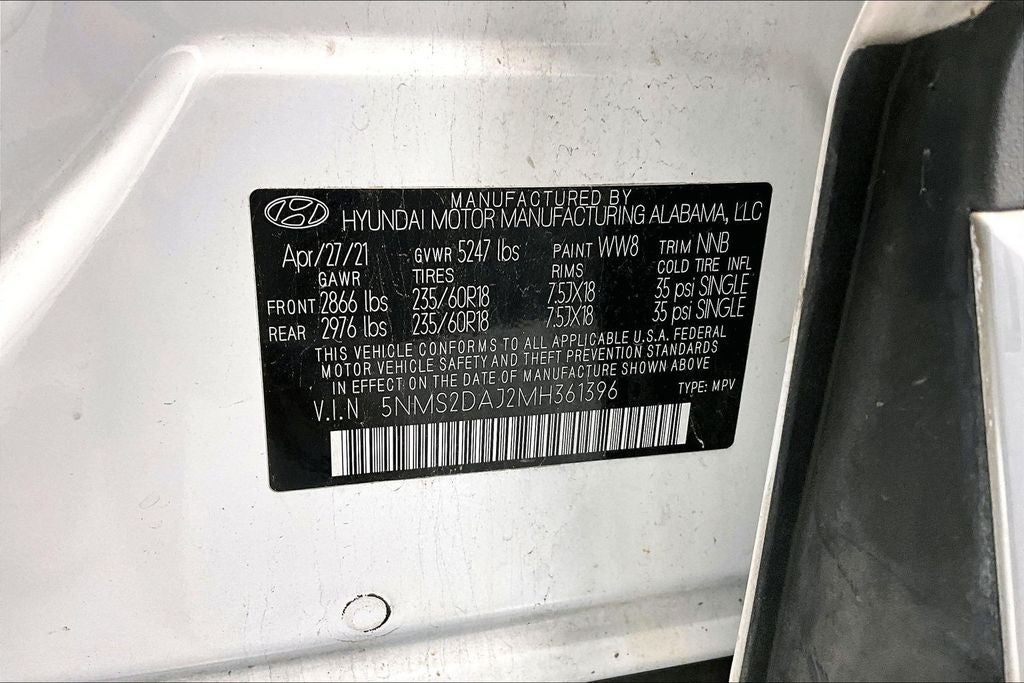 MANUFACTURED BY
HYUNDAI MOTOR MANUFACTURING ALABAMA, LLC
Apr/27/21 GVWR 5247 lbs PAINT WW8 TRIM NNB
GAWR TIRES RIMS COLD TIRE INFL
FRONT 2866 lbs 235/60R18 7.5JX18 35 psi SINGLE
REAR 2976 lbs 235/60R18 7.5JX18 35 psi SINGLE
THIS VEHICLE CONFORMS TO ALL APPLICABLE U.S.A. FEDERAL
MOTOR VEHICLE SAFETY AND THEFT PREVENTION STANDARDS
IN EFFECT ON THE DATE OF MANUFACTURE SHOWN ABOVE
V.I.N 5NMS2DAJ2MH361396 TYPE: MPV